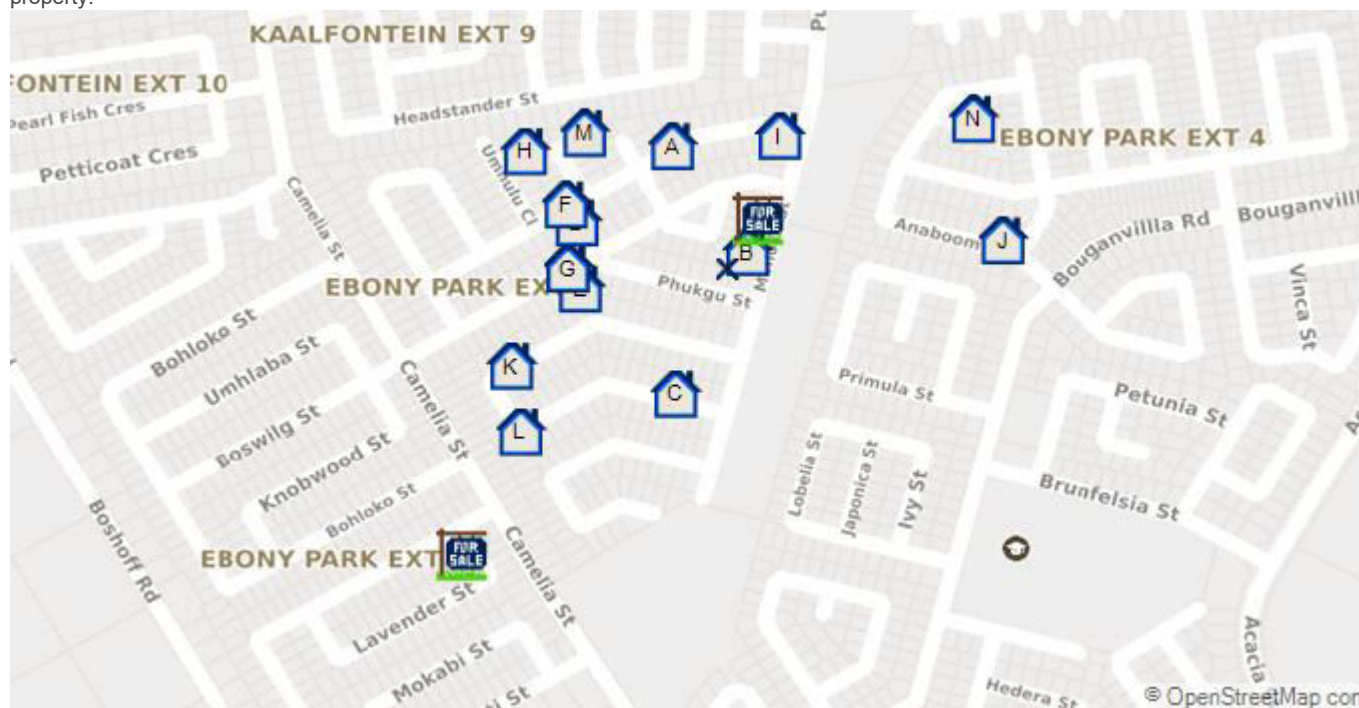 property.
KAALFONTEIN EXT 9
FONTEIN EXT 10
Pearl Fish Cres
Headstander St
Petticoat Cres
Umhulu Cl
Camelia St
H
M
A
I
N
EBONY PARK EXT 4
F
FOR
SALE
B
Anaboom
J
Bouganvillla Rd
Bouganvill
EBONY PARK EX
G
Phukgu St
Vinca St
Bohloko St
Umhlaba St
K
C
L
Camelia St
Primula St
Petunia St
Boswilg St
Knobwood St
Bohloko St
Lobelia St
Japonica St
Ivy St
Brunfelsia St
Boshoff Rd
EBONY PARK EXT
FOR
SALE
Camelia St
Lavender St
Mokabi St
Acacia
Hedera St
© OpenStreetMap con